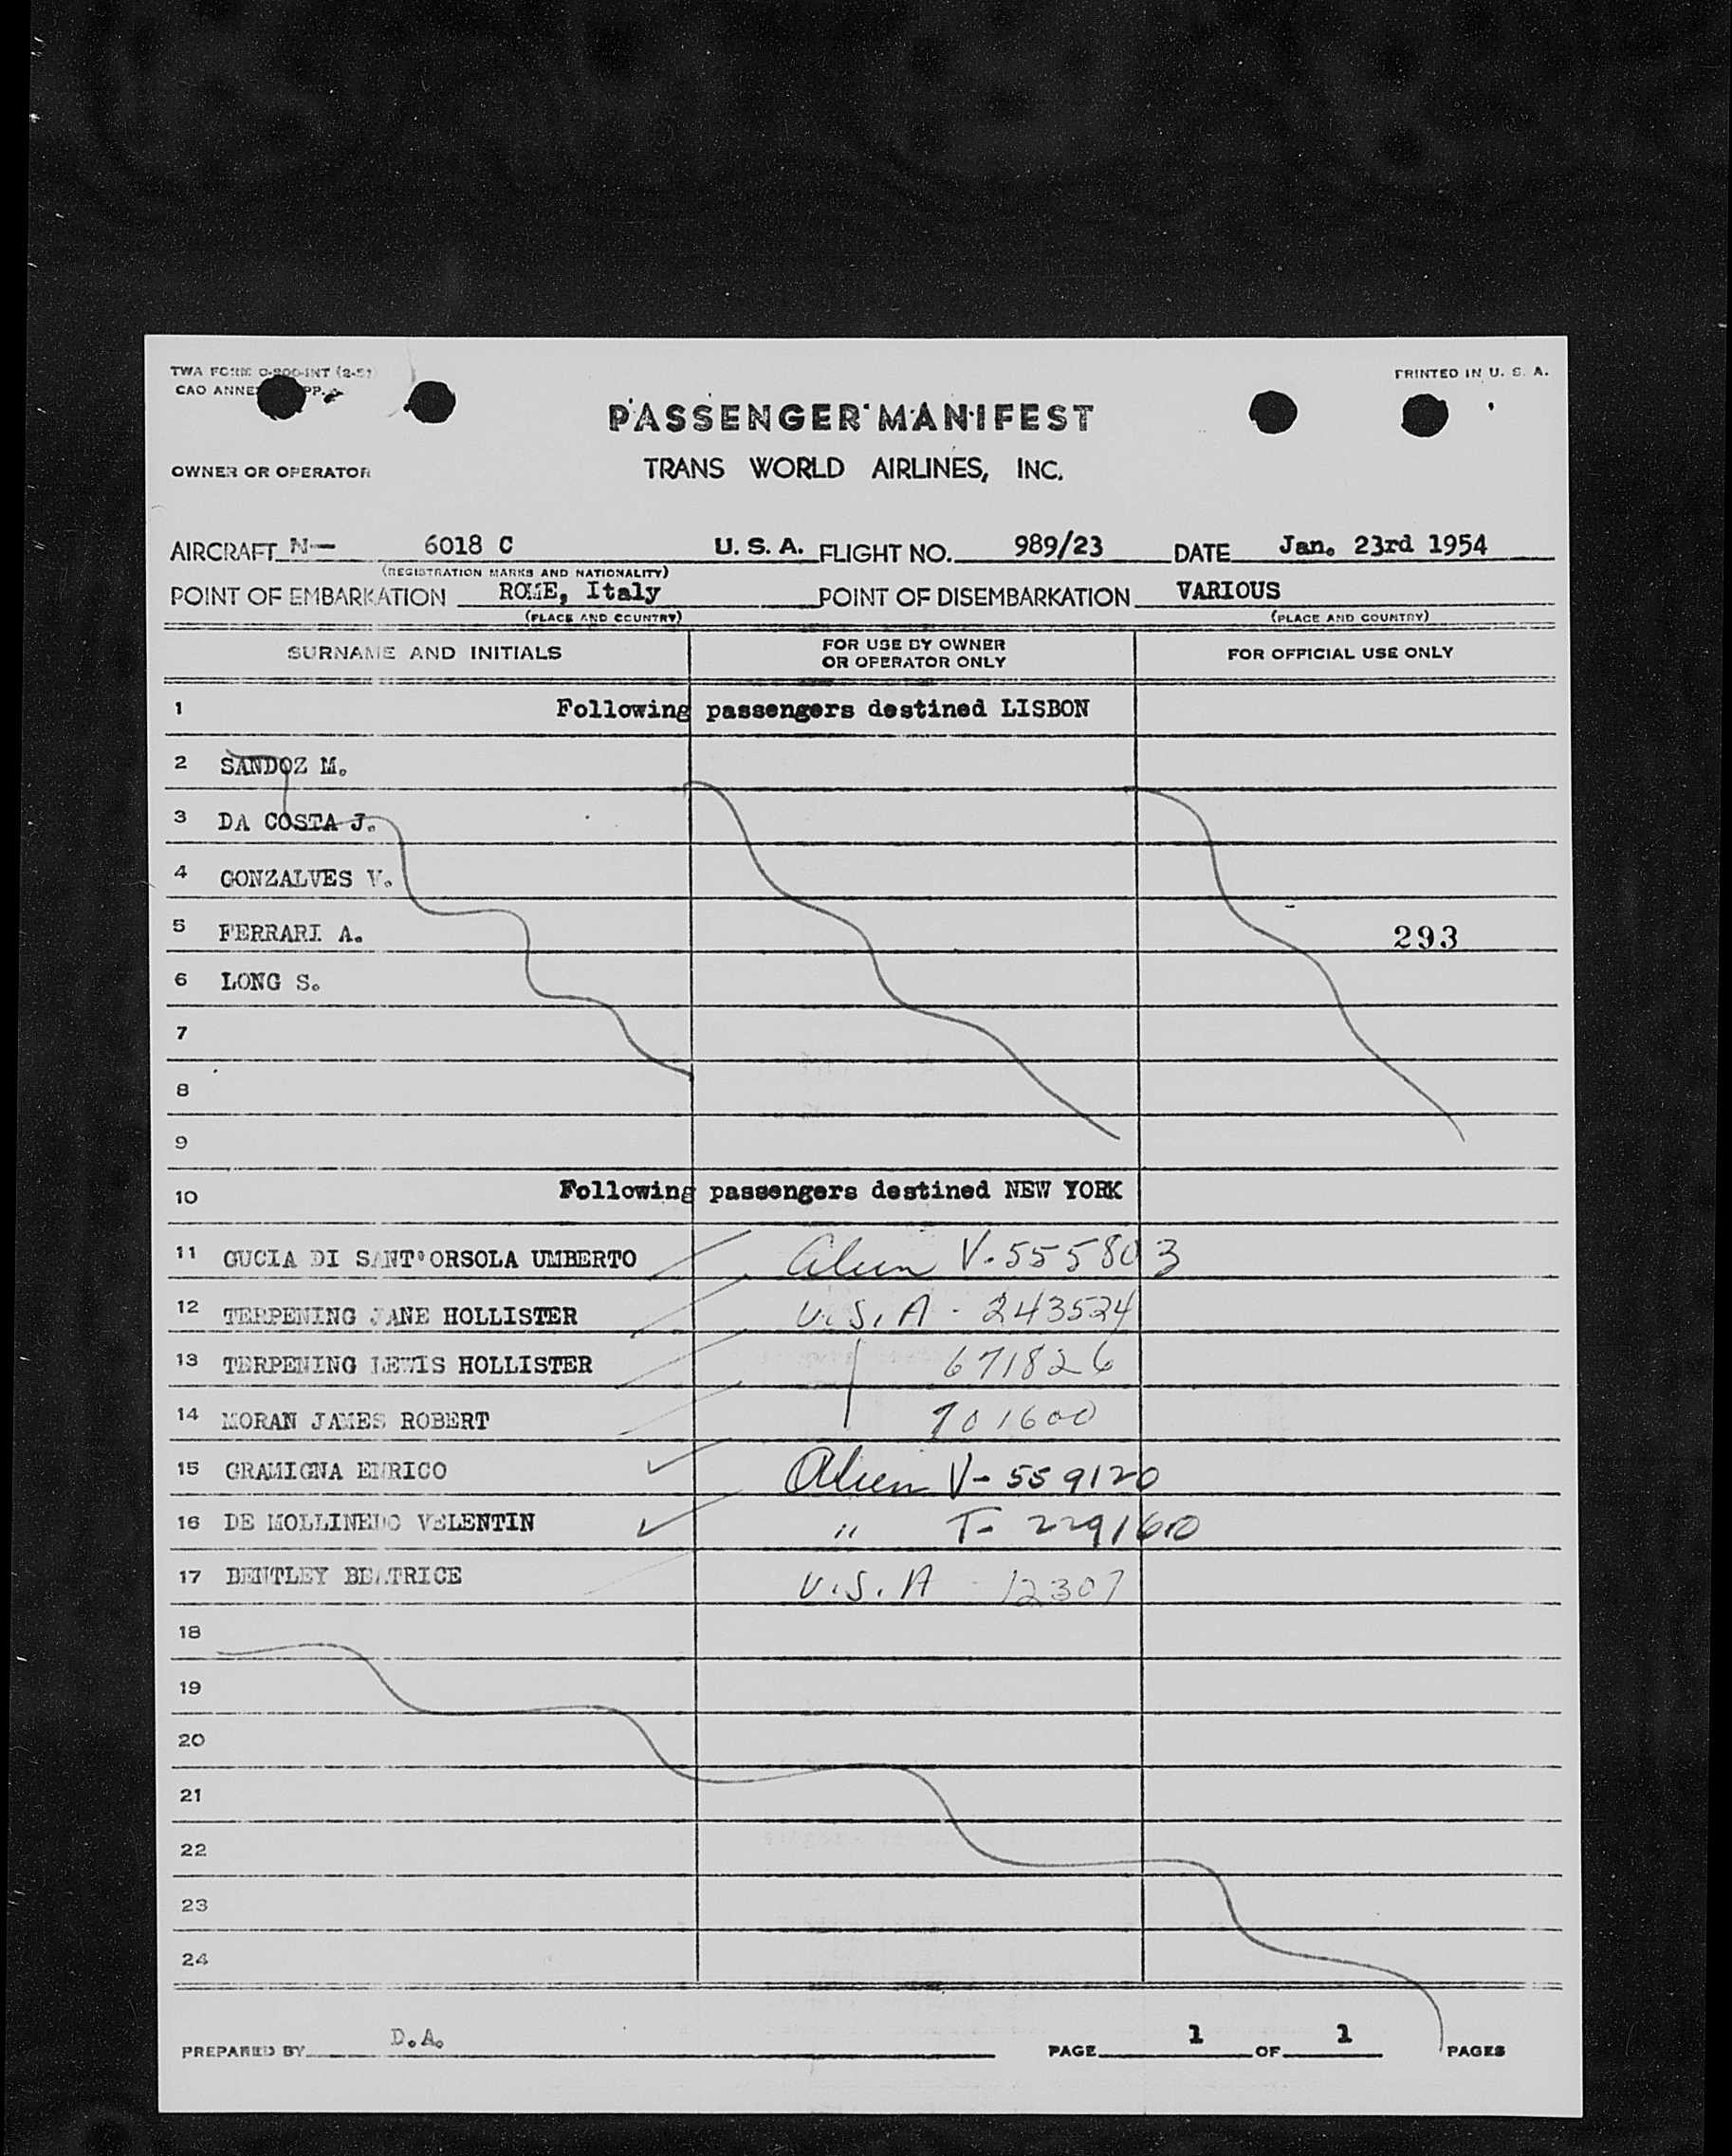 TWA FORM O-200-INT (2-51)
PRINTED IN U. S. A.
CAO ANNE PP.
PASSENGER MANIFEST
OWNER OR OPERATOR
TRANS WORLD AIRLINES, INC.
AIRCRAFT N— 6018 C U. S. A. FLIGHT NO. 989/23 DATE Jan. 23rd 1954
(REGISTRATION MARKS AND NATIONALITY)
POINT OF EMBARKATION ROME, Italy POINT OF DISEMBARKATION VARIOUS
(PLACE AND COUNTRY) (PLACE AND COUNTRY)
SURNAME AND INITIALS FOR USE BY OWNER OR OPERATOR ONLY FOR OFFICIAL USE ONLY
1 Following passengers destined LISBON
2 SANDOZ M.
3 DA COSTA J.
4 GONZALVES V.
5 FERRARI A. 293
6 LONG S.
7
8
9
10 Following passengers destined NEW YORK
11 GUCIA DI SANT'ORSOLA UMBERTO Alien V-555803
12 TERPENING JANE HOLLISTER U.S.A - 243524
13 TERPENING LEWIS HOLLISTER 671826
14 MORAN JAMES ROBERT 901600
15 GRAMIGNA ENRICO Alien V-559120
16 DE MOLLINEDO VELENTIN " T- 229160
17 BENTLEY BEATRICE U.S.A - 12307
18
19
20
21
22
23
24
PREPARED BY D.A. PAGE 1 OF 1 PAGES